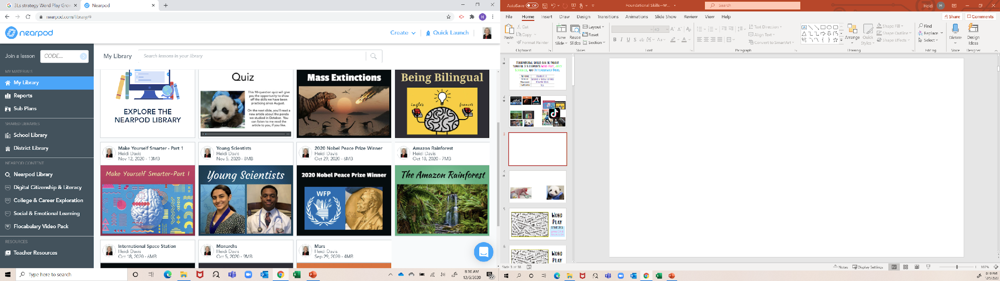 3Ls strategy Word Play Grow
Nearpod
nearpod.com/library/#
nearpod
Create
Quick Launch
Join a lesson
CODE...
My Library
Search lessons in your library
MY MATERIALS
My Library
Reports
Sub Plans
SHARED LIBRARIES
School Library
District Library
NEARPOD CONTENT
Nearpod Library
Digital Citizenship & Literacy
College & Career Exploration
Social & Emotional Learning
Flocabulary Video Pack
RESOURCES
Teacher Resources
EXPLORE THE
NEARPOD LIBRARY
Quiz
This 10-question quiz will give
you the opportunity to show
off the skills we have been
practicing since August.
On the next slide, you'll read a
new article about the panda
we studied in October. You
can listen to me read the
article to you, if you like.
Mass Extinctions
Being Bilingual
inglés
francés
Make Yourself Smarter - Part 1
Heidi Davis
Nov 12, 2020 - 13MB
Make Yourself Smarter-Part 1
Young Scientists
Heidi Davis
Nov 5, 2020 - 8MB
Young Scientists
2020 Nobel Peace Prize Winner
Heidi Davis
Oct 29, 2020 - 6MB
2020 Nobel Peace Prize Winner
WFP
Amazon Rainforest
Heidi Davis
Oct 18, 2020 - 7MB
The Amazon Rainforest
International Space Station
Heidi Davis
Oct 18, 2020 - 6MB
Monarchs
Heidi Davis
Oct 5, 2020 - 9MB
Mars
Heidi Davis
Sep 29, 2020 - 4MB
Type here to search
8:10 AM
12/5/2020
22
AutoSave Off
Foundational Skills--W...
Search
Heidi H
File Home Insert Draw Design Transitions Animations Slide Show Review View Help
Share Comments
Paste
Cut
Copy
Format Painter
Clipboard
New
Slide
Reuse
Slides
Layout
Reset
Section
Slides
40
B I U S ab AV Aa A
Font
Text Direction
Align Text
Convert to SmartArt
Paragraph
Arrange
Quick
Styles
Shape Fill
Shape Outline
Shape Effects
Drawing
Find
Replace
Select
Editing
Dictate
Voice
Design
Ideas
Designer
1
Foundational skills can be taught
through 3Ls elements Word Play, Juicy
Sentences, and Differentiated Tasks.
2
3
4
5
Word
Play
strategies
6
Word
Play
Slide 3 of 38
Notes
Display Settings
107%
8:10 AM
12/5/2020